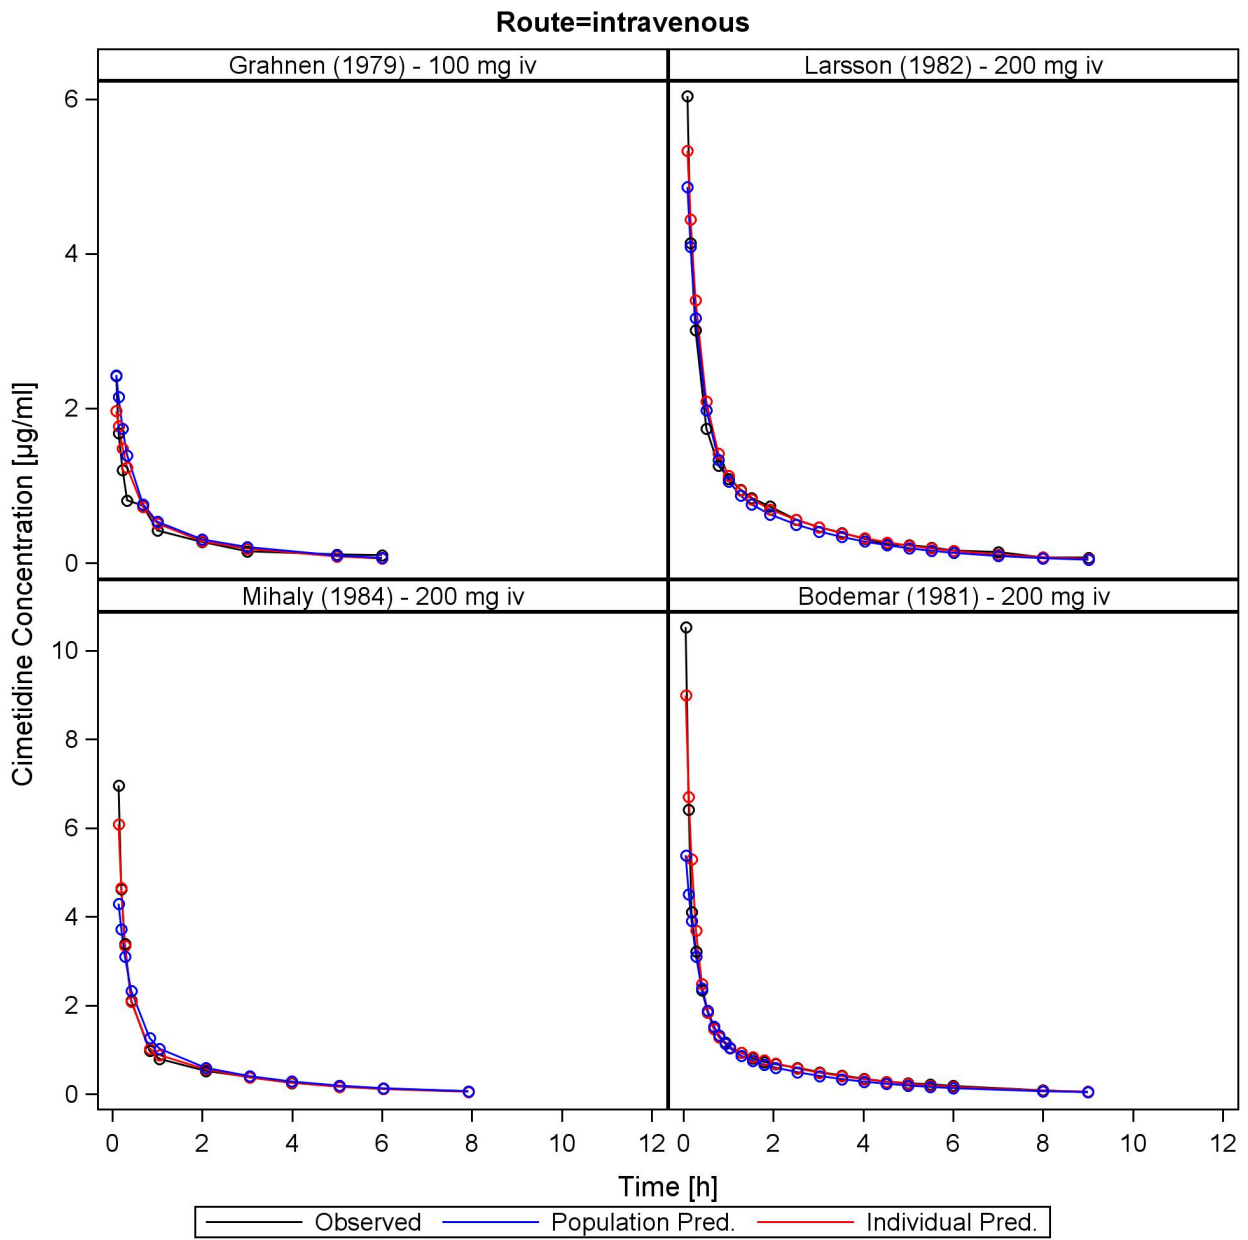 Route=intravenous
Grahnen (1979) - 100 mg iv
Larsson (1982) - 200 mg iv
6
4
2
0
Mihaly (1984) - 200 mg iv
Bodemar (1981) - 200 mg iv
10
8
6
4
2
0
0 2 4 6 8 10 12
0 2 4 6 8 10 12
Cimetidine Concentration [µg/ml]
Time [h]
Observed Population Pred. Individual Pred.